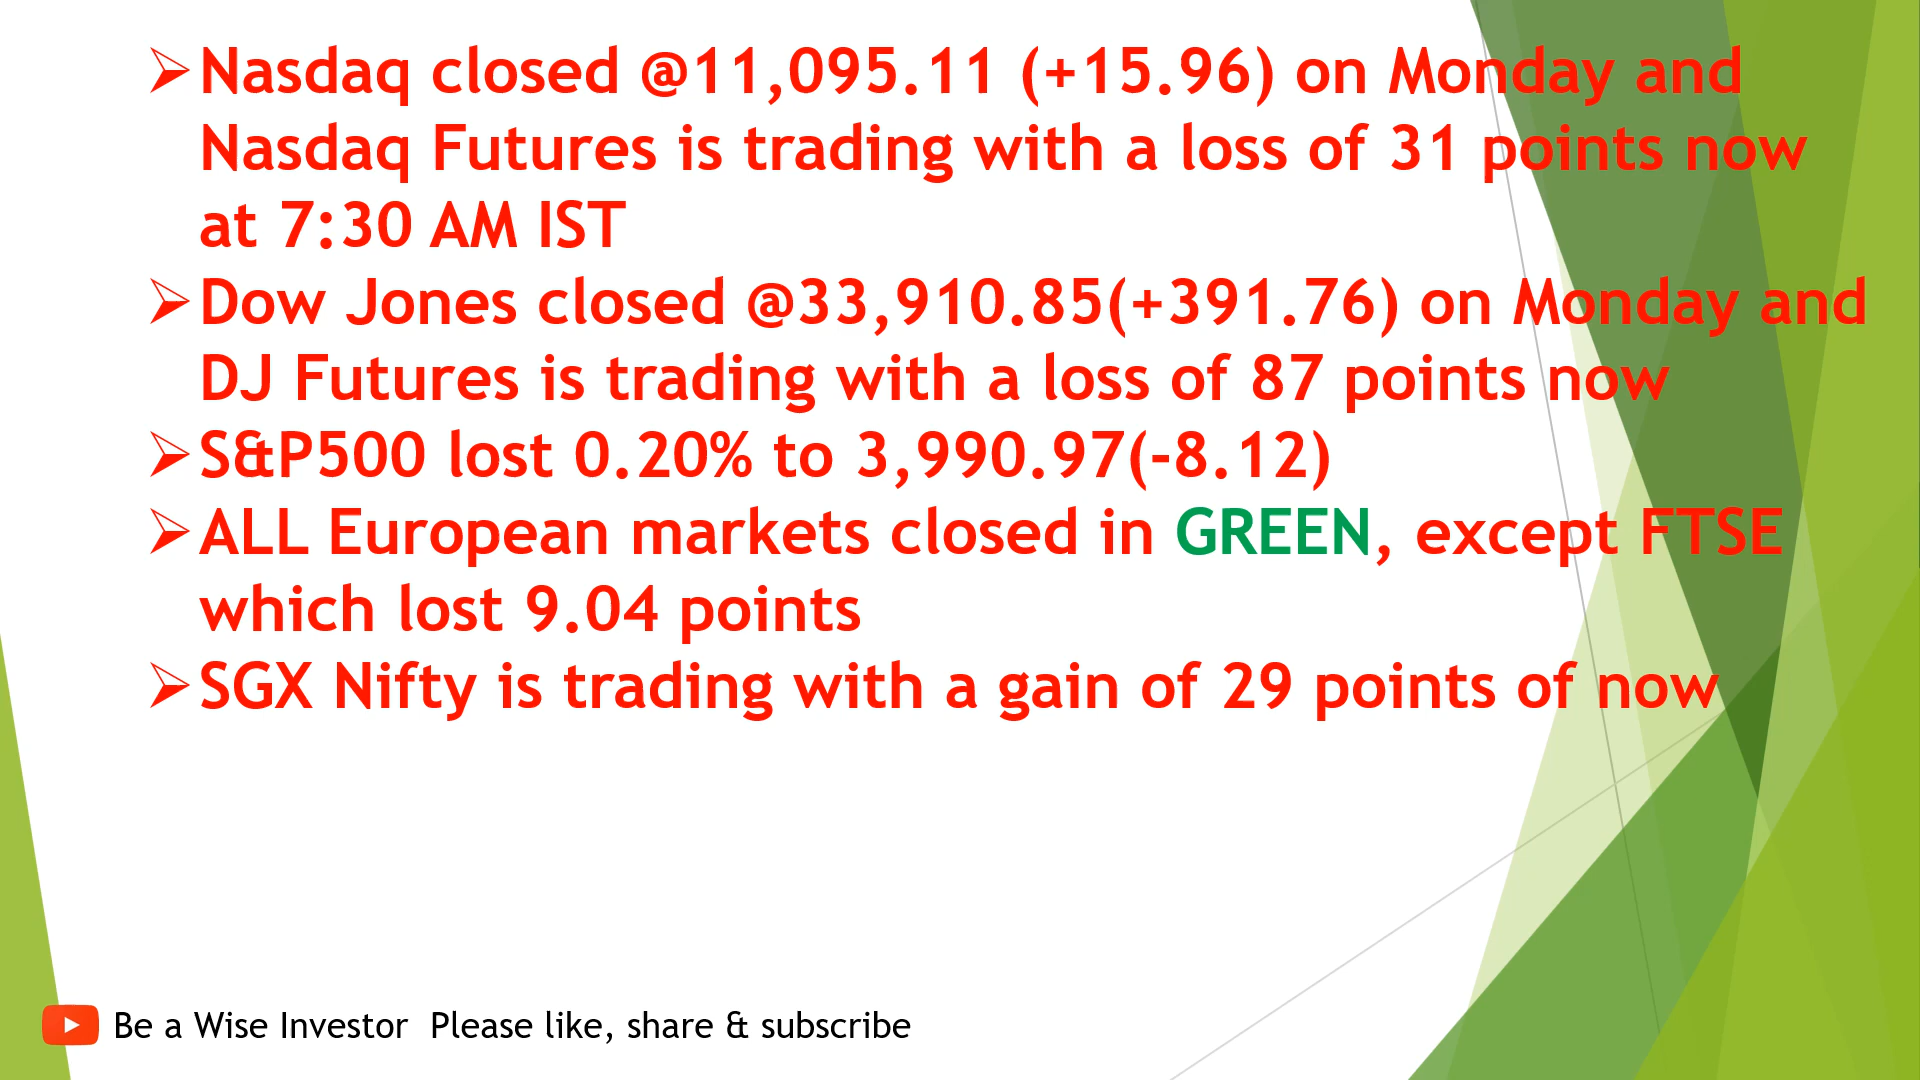 ➢Nasdaq closed @11,095.11 (+15.96) on Monday and
Nasdaq Futures is trading with a loss of 31 points now
at 7:30 AM IST
➢Dow Jones closed @33,910.85(+391.76) on Monday and
DJ Futures is trading with a loss of 87 points now
➢S&P500 lost 0.20% to 3,990.97(-8.12)
➢ALL European markets closed in GREEN, except FTSE
which lost 9.04 points
➢SGX Nifty is trading with a gain of 29 points of now
Be a Wise Investor  Please like, share & subscribe